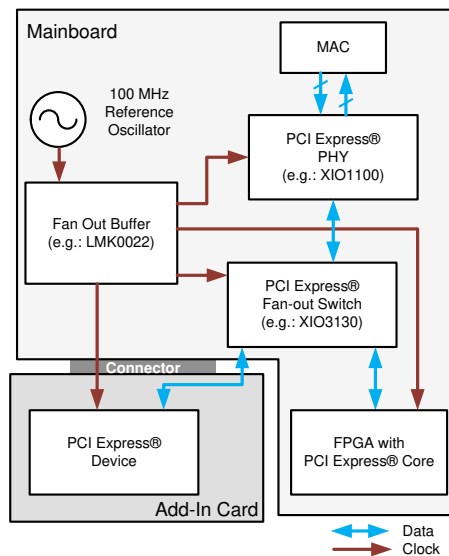 Mainboard
MAC
100 MHz
Reference
Oscillator
PCI Express®
PHY
(e.g.: XIO1100)
Fan Out Buffer
(e.g.: LMK0022)
PCI Express®
Fan-out Switch
(e.g.: XIO3130)
Connector
PCI Express®
Device
FPGA with
PCI Express® Core
Add-In Card
Data
Clock